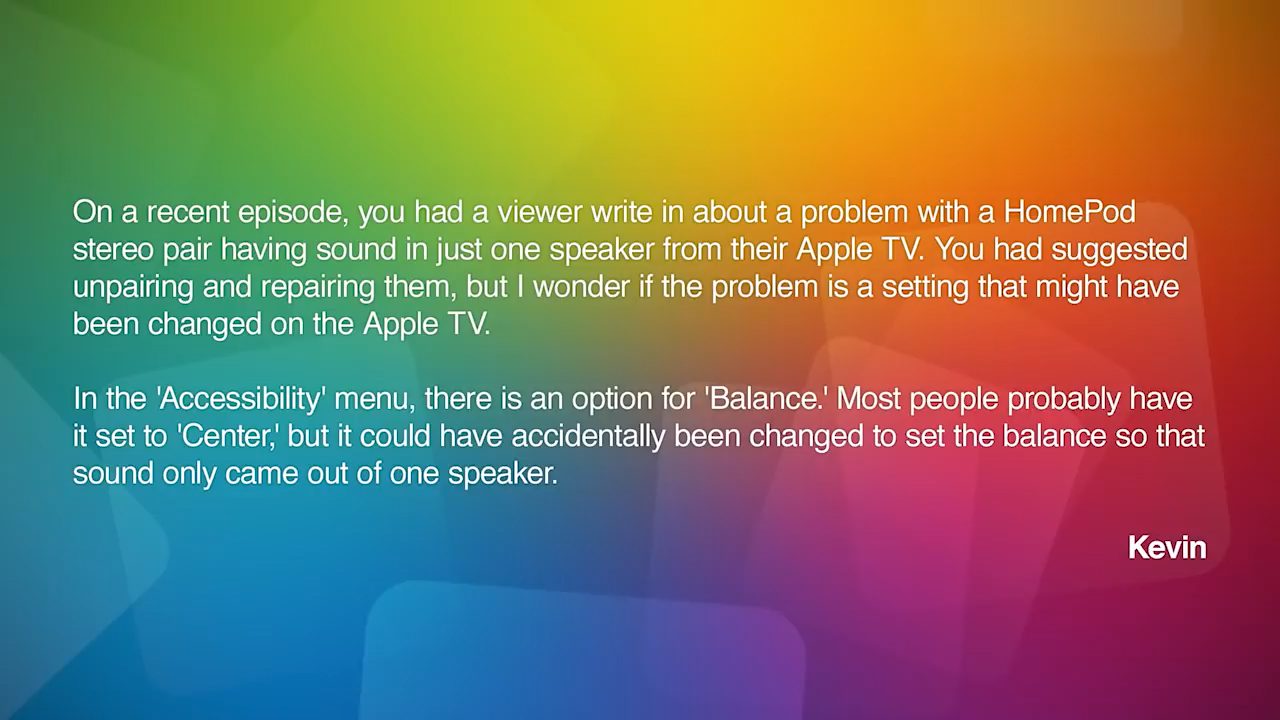 On a recent episode, you had a viewer write in about a problem with a HomePod
stereo pair having sound in just one speaker from their Apple TV. You had suggested
unpairing and repairing them, but I wonder if the problem is a setting that might have
been changed on the Apple TV.
In the 'Accessibility' menu, there is an option for 'Balance.' Most people probably have
it set to 'Center,' but it could have accidentally been changed to set the balance so that
sound only came out of one speaker.
Kevin